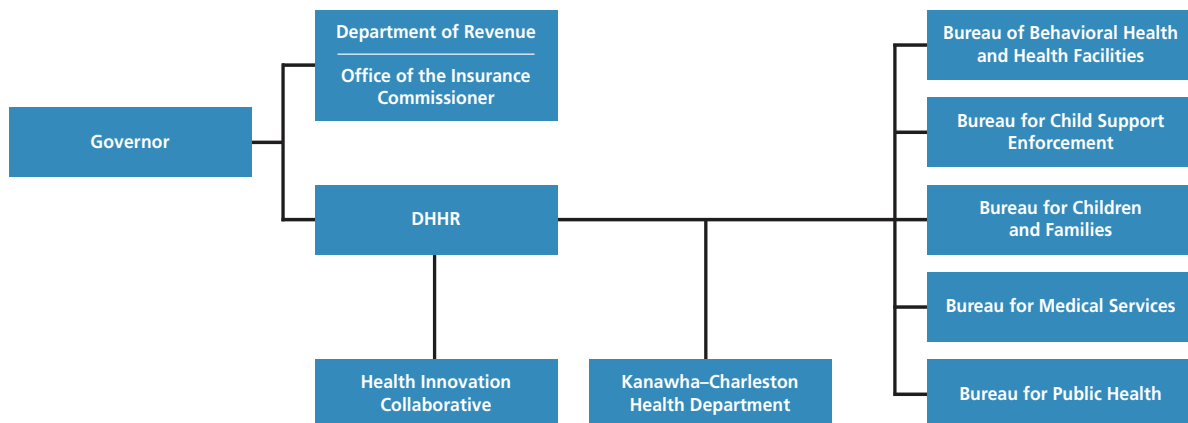 Governor
Department of Revenue
Office of the Insurance
Commissioner
DHHR
Health Innovation
Collaborative
Kanawha–Charleston
Health Department
Bureau of Behavioral Health
and Health Facilities
Bureau for Child Support
Enforcement
Bureau for Children
and Families
Bureau for Medical Services
Bureau for Public Health